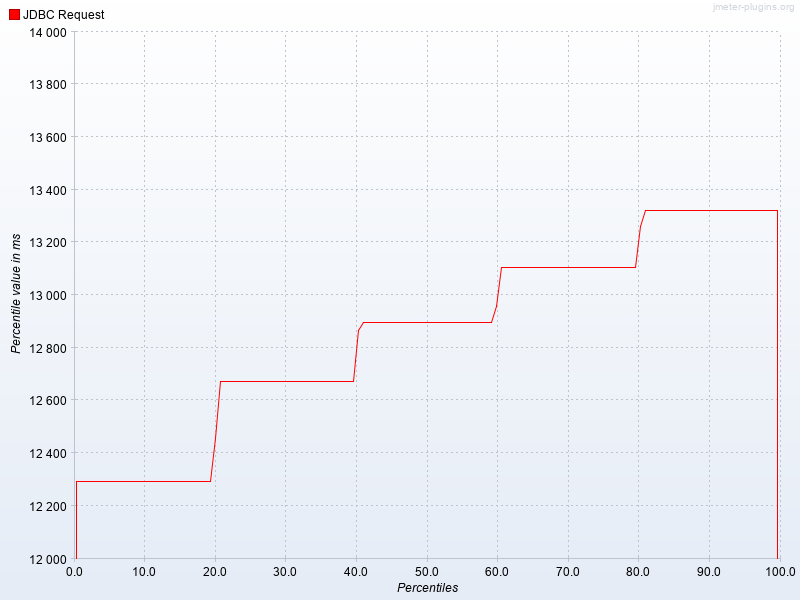 jmeter-plugins.org
JDBC Request
14 000
13 800
13 600
13 400
13 200
13 000
12 800
12 600
12 400
12 200
12 000
Percentile value in ms
0.0 10.0 20.0 30.0 40.0 50.0 60.0 70.0 80.0 90.0 100.0
Percentiles